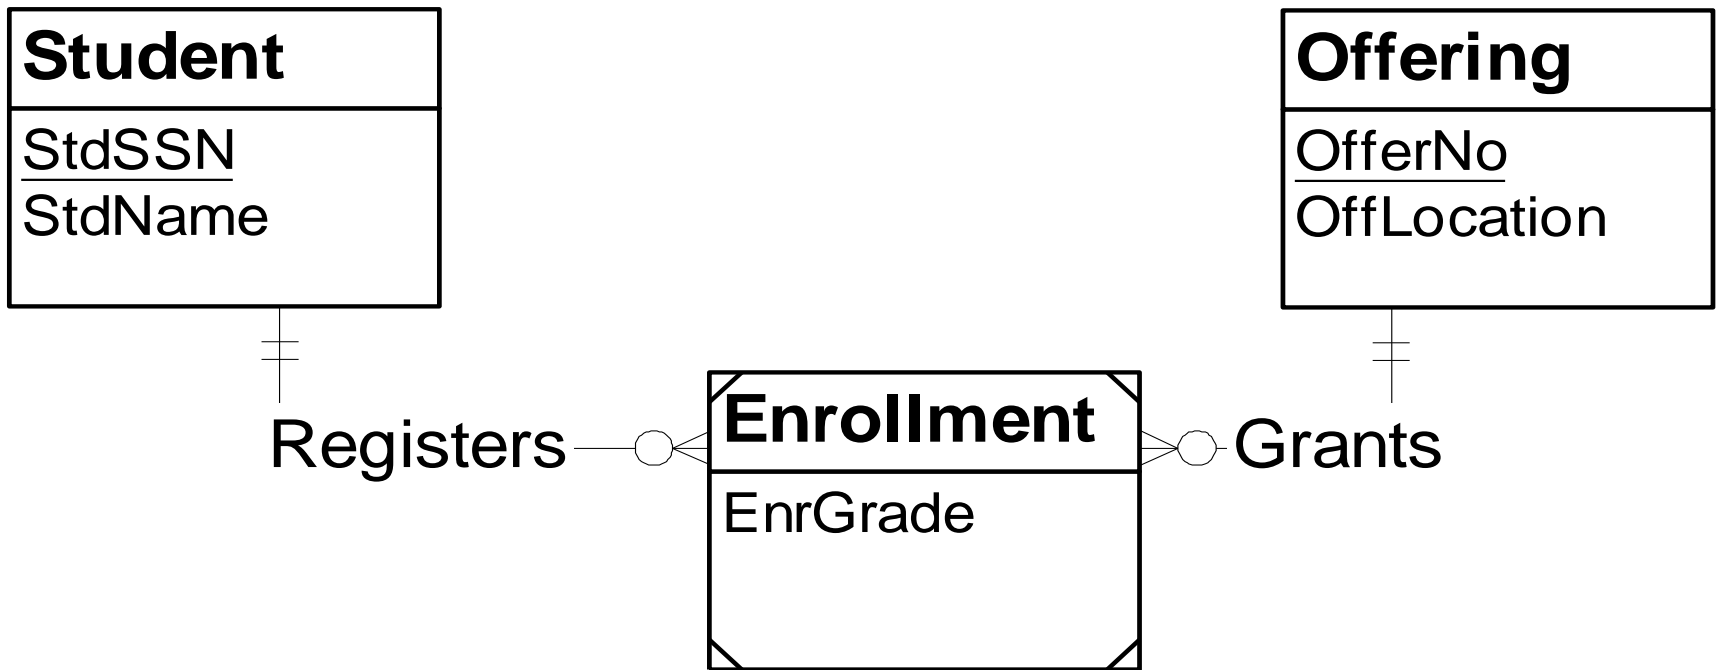 Student
StdSSN
StdName
Offering
OfferNo
OffLocation
Registers
Enrollment
EnrGrade
Grants